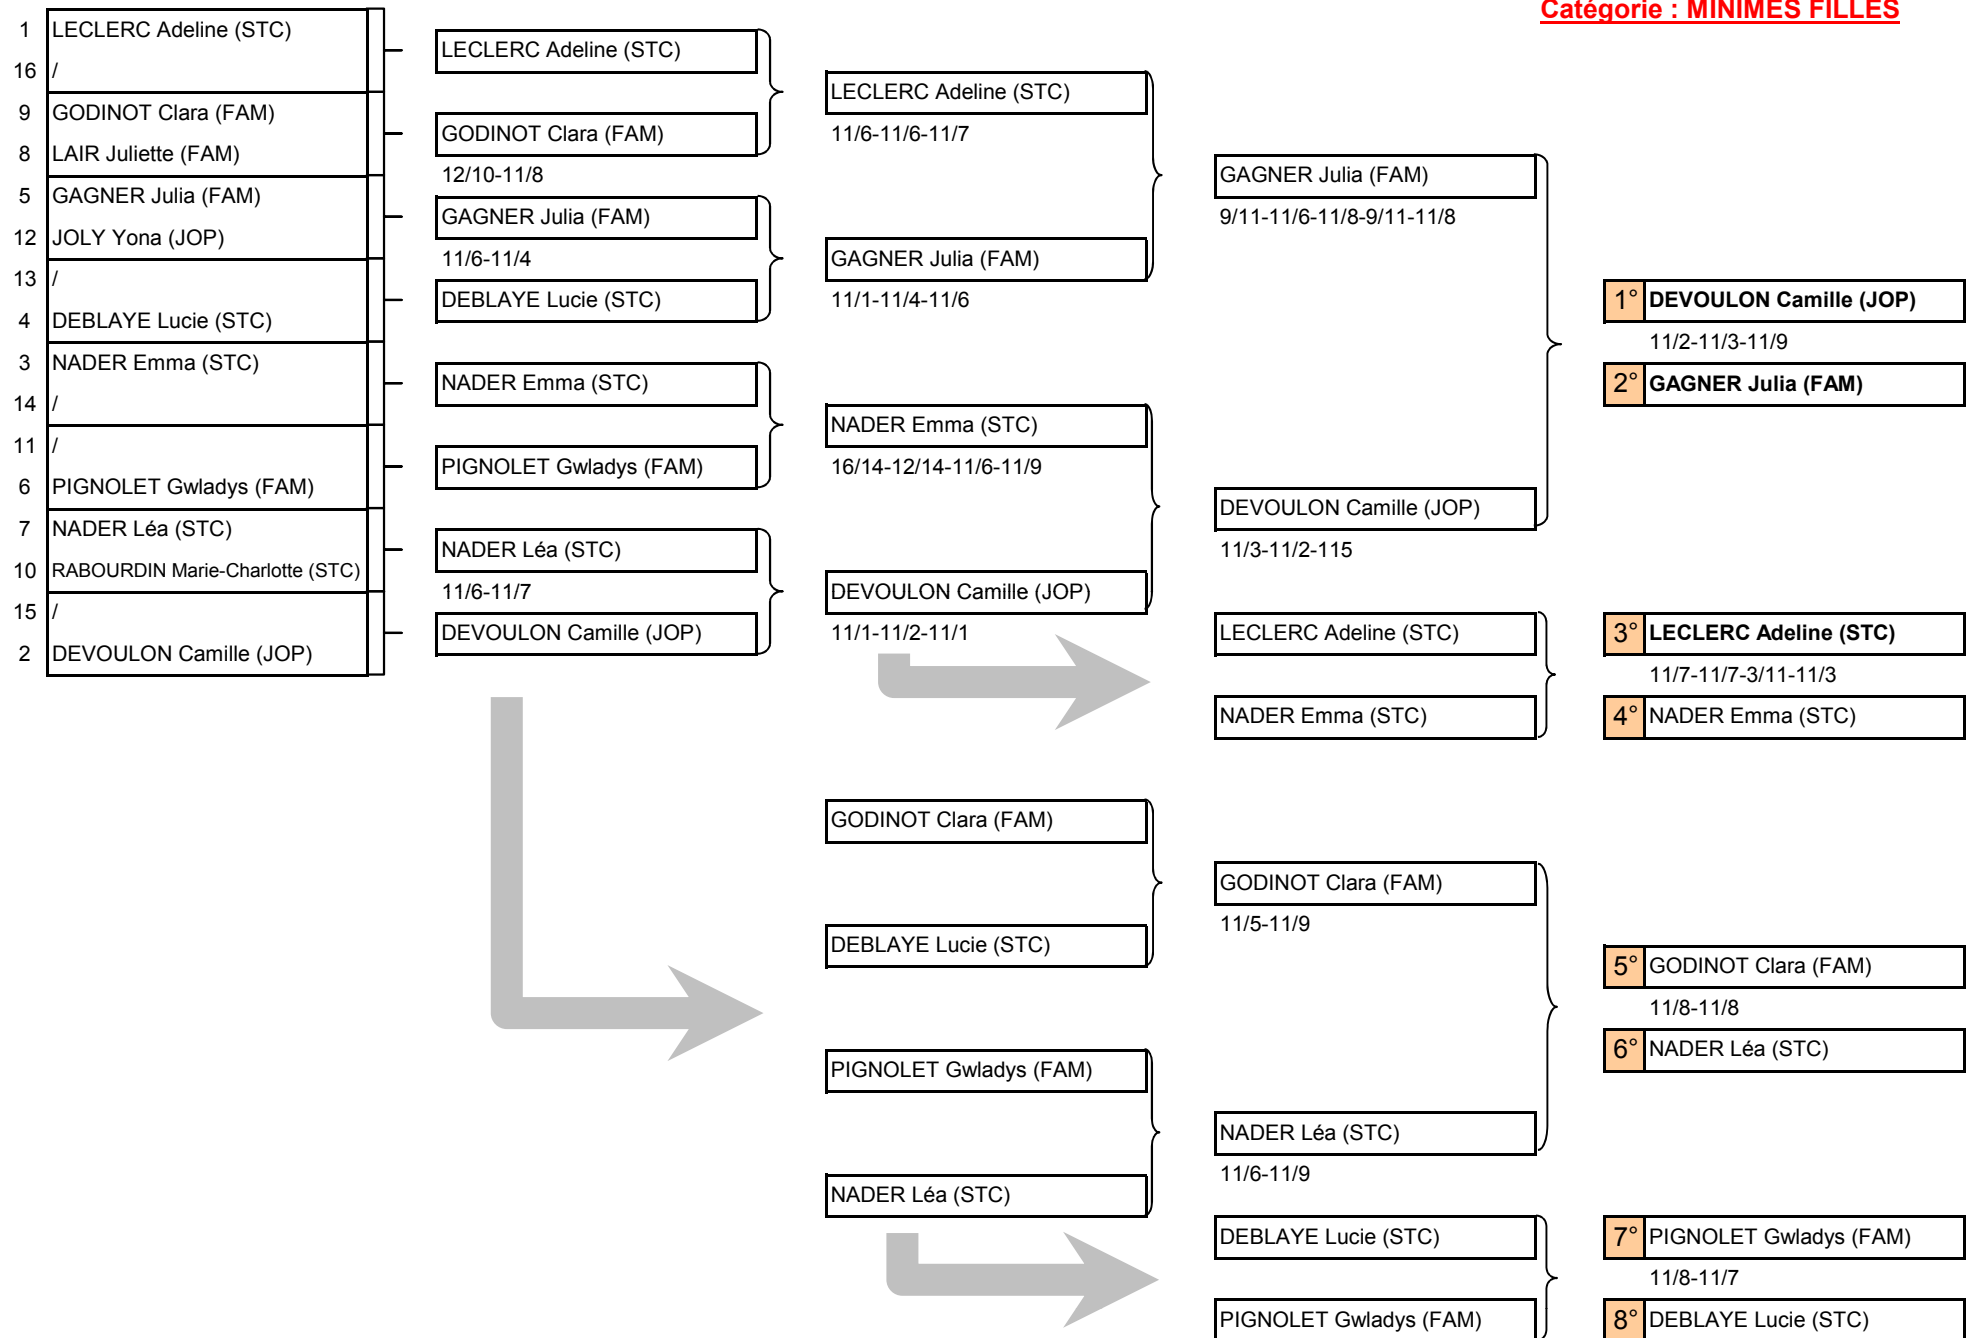 Catégorie : MINIMES FILLES
1 LECLERC Adeline (STC)
16 /
9 GODINOT Clara (FAM)
8 LAIR Juliette (FAM)
5 GAGNER Julia (FAM)
12 JOLY Yona (JOP)
13 /
4 DEBLAYE Lucie (STC)
3 NADER Emma (STC)
14 /
11 /
6 PIGNOLET Gwladys (FAM)
7 NADER Léa (STC)
10 RABOURDIN Marie-Charlotte (STC)
15 /
2 DEVOULON Camille (JOP)
LECLERC Adeline (STC)
GODINOT Clara (FAM)
12/10-11/8
GAGNER Julia (FAM)
11/6-11/4
DEBLAYE Lucie (STC)
NADER Emma (STC)
PIGNOLET Gwladys (FAM)
NADER Léa (STC)
11/6-11/7
DEVOULON Camille (JOP)
LECLERC Adeline (STC)
11/6-11/6-11/7
GAGNER Julia (FAM)
11/1-11/4-11/6
NADER Emma (STC)
16/14-12/14-11/6-11/9
DEVOULON Camille (JOP)
11/1-11/2-11/1
GAGNER Julia (FAM)
9/11-11/6-11/8-9/11-11/8
DEVOULON Camille (JOP)
11/3-11/2-115
LECLERC Adeline (STC)
NADER Emma (STC)
1° DEVOULON Camille (JOP)
11/2-11/3-11/9
2° GAGNER Julia (FAM)
3° LECLERC Adeline (STC)
11/7-11/7-3/11-11/3
4° NADER Emma (STC)
GODINOT Clara (FAM)
DEBLAYE Lucie (STC)
PIGNOLET Gwladys (FAM)
NADER Léa (STC)
GODINOT Clara (FAM)
11/5-11/9
NADER Léa (STC)
11/6-11/9
DEBLAYE Lucie (STC)
PIGNOLET Gwladys (FAM)
5° GODINOT Clara (FAM)
11/8-11/8
6° NADER Léa (STC)
7° PIGNOLET Gwladys (FAM)
11/8-11/7
8° DEBLAYE Lucie (STC)